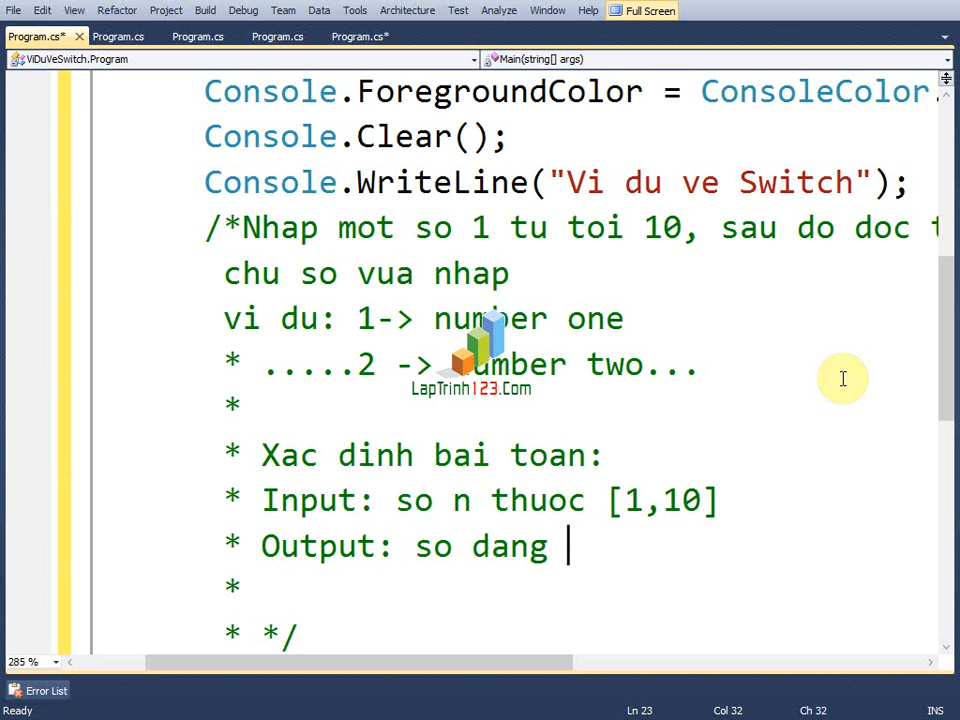 File Edit View Refactor Project Build Debug Team Data Tools Architecture Test Analyze Window Help Full Screen
Program.cs* Program.cs Program.cs Program.cs Program.cs*
ViDuVeSwitch.Program Main(string[] args)
Console.ForegroundColor = ConsoleColor.
Console.Clear();
Console.WriteLine("Vi du ve Switch");
/*Nhap mot so 1 tu toi 10, sau do doc t
chu so vua nhap
vi du: 1-> number one
* .....2 -> number two...
LapTrinh123.Com
*
* Xac dinh bai toan:
* Input: so n thuoc [1,10]
* Output: so dang
*
* */
285 %
Error List
Ready Ln 23 Col 32 Ch 32 INS